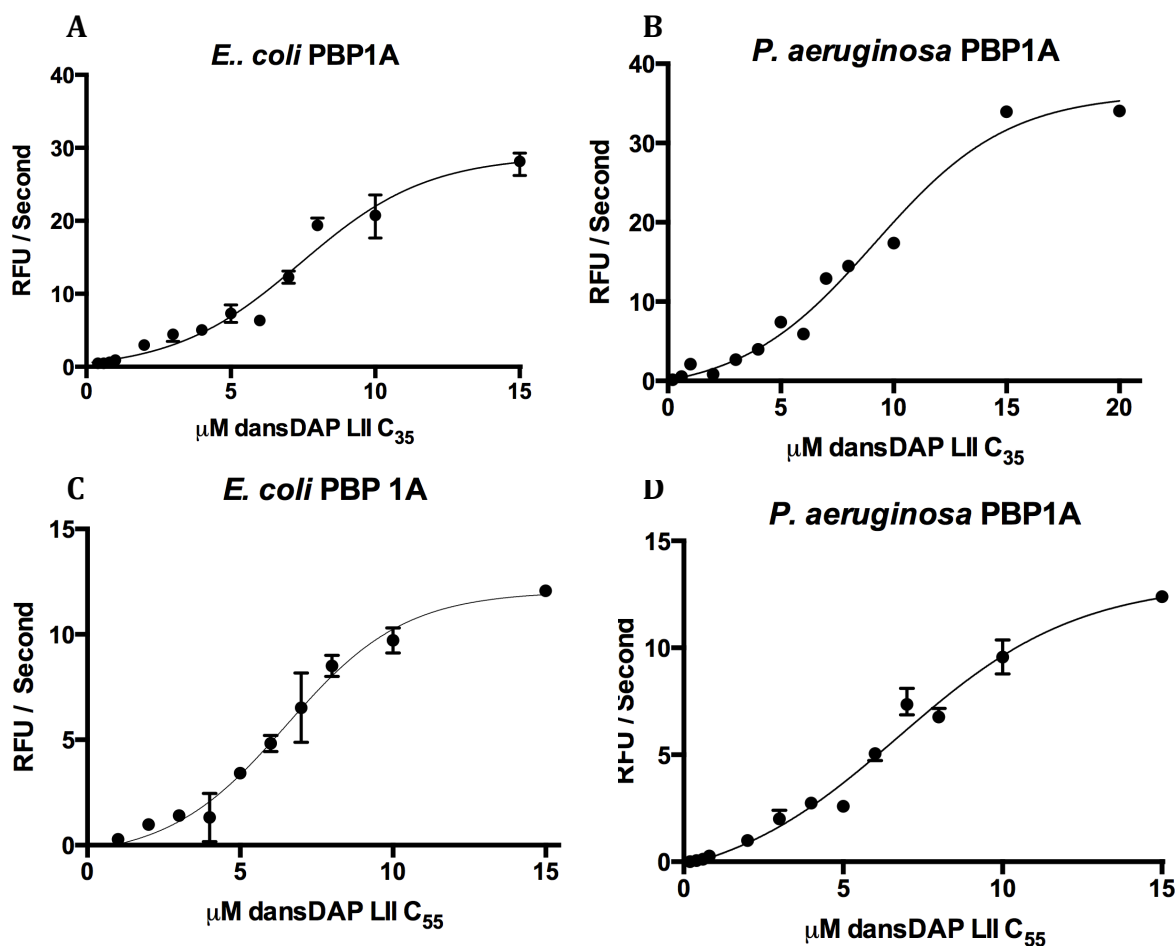 A
E.. coli PBP1A
40
30
20
10
0
RFU / Second
0 5 10 15
μM dansDAP LII C₃₅
B
P. aeruginosa PBP1A
40
30
20
10
0
RFU / Second
0 5 10 15 20
μM dansDAP LII C₃₅
C
E. coli PBP 1A
15
10
5
0
RFU / Second
0 5 10 15
μM dansDAP LII C₅₅
D
P. aeruginosa PBP1A
15
10
5
0
RFU / Second
0 5 10 15
μM dansDAP LII C₅₅